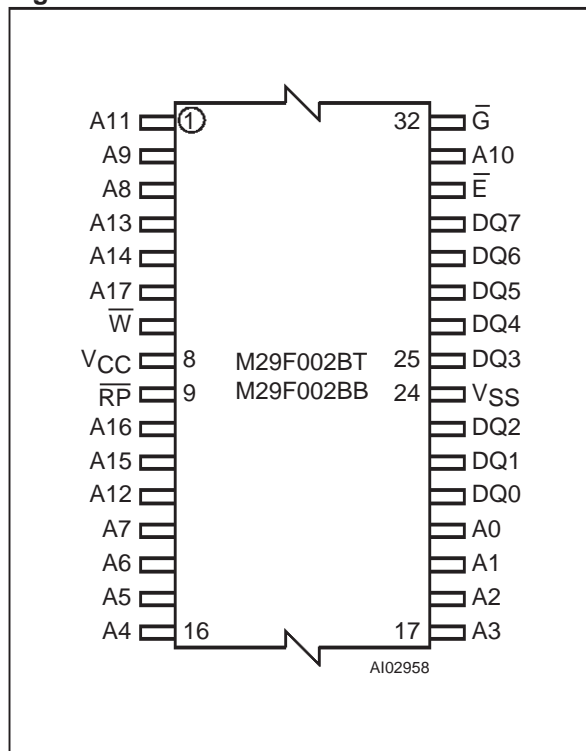 A11 1 32 G̅
A9 A10
A8 E̅
A13 DQ7
A14 DQ6
A17 DQ5
W̅ DQ4
VCC 8 M29F002BT 25 DQ3
R̅P̅ 9 M29F002BB 24 VSS
A16 DQ2
A15 DQ1
A12 DQ0
A7 A0
A6 A1
A5 A2
A4 16 17 A3
AI02958